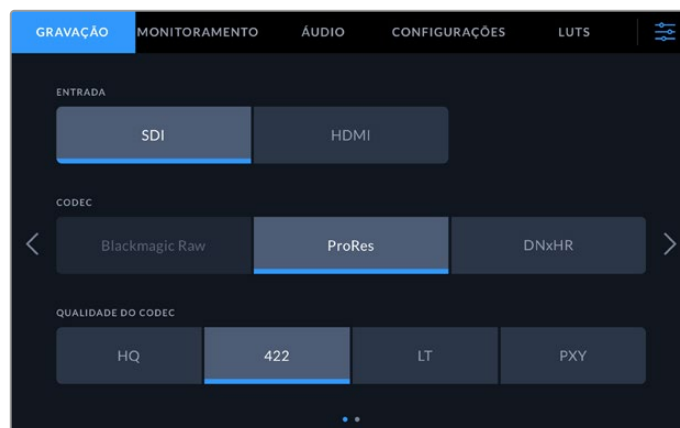 GRAVAÇÃO MONITORAMENTO ÁUDIO CONFIGURAÇÕES LUTS
ENTRADA
SDI HDMI
CODEC
Blackmagic Raw ProRes DNxHR
QUALIDADE DO CODEC
HQ 422 LT PXY